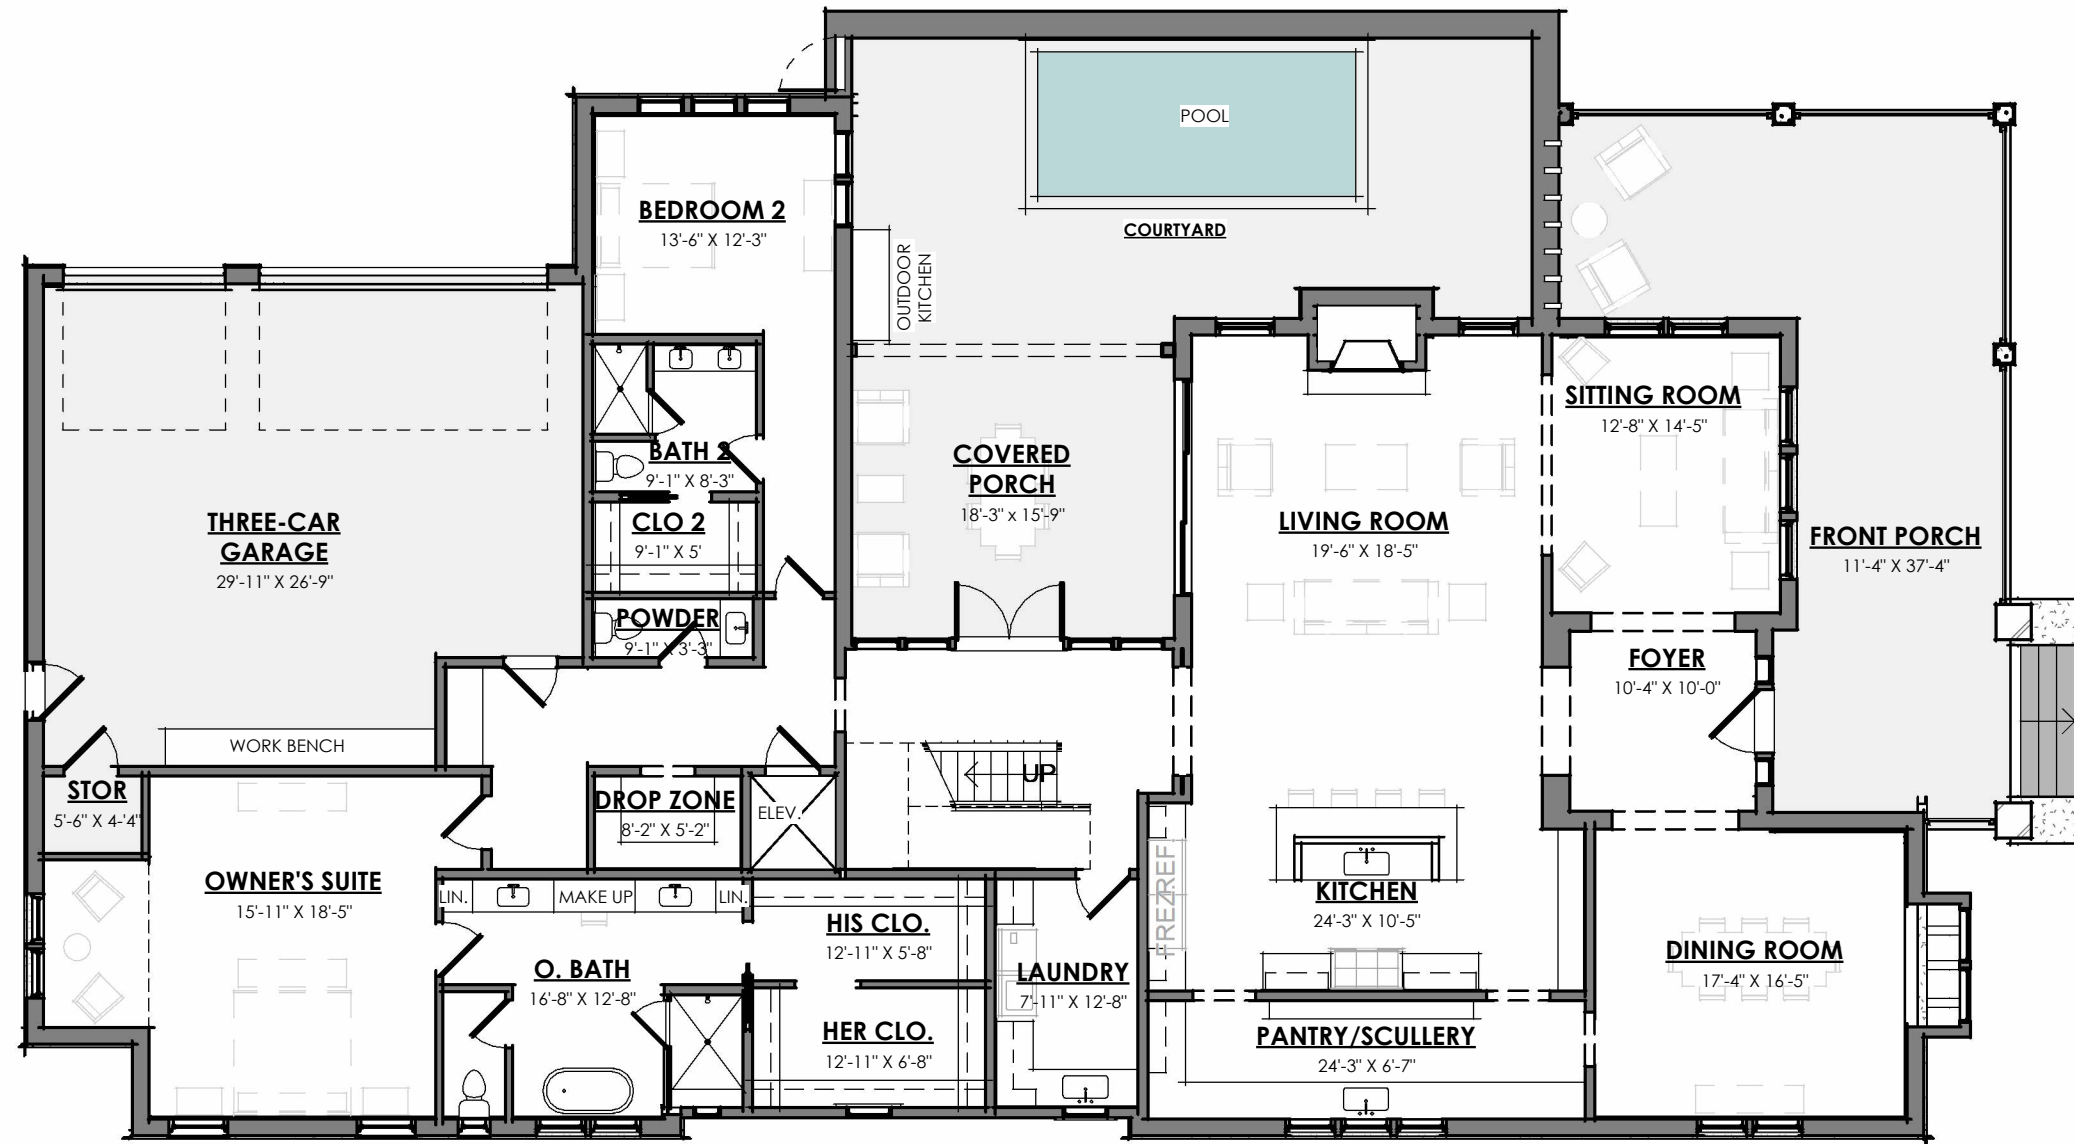 POOL
COURTYARD
BEDROOM 2
13'-6" X 12'-3"
OUTDOOR
KITCHEN
BATH 2
9'-1" X 8'-3"
CLO 2
9'-1" X 5'
POWDER
9'-1" X 3'-3"
THREE-CAR
GARAGE
29'-11" X 26'-9"
WORK BENCH
COVERED
PORCH
18'-3" x 15'-9"
LIVING ROOM
19'-6" X 18'-5"
SITTING ROOM
12'-8" X 14'-5"
FRONT PORCH
11'-4" X 37'-4"
FOYER
10'-4" X 10'-0"
STOR
5'-6" X 4-'4"
DROP ZONE
8'-2" X 5'-2"
ELEV.
UP
OWNER'S SUITE
15'-11" X 18'-5"
LIN.
MAKE UP
LIN.
O. BATH
16'-8" X 12'-8"
HIS CLO.
12'-11" X 5'-8"
HER CLO.
12'-11" X 6'-8"
LAUNDRY
7'-11" X 12'-8"
REF
FREZ
KITCHEN
24'-3" X 10'-5"
PANTRY/SCULLERY
24'-3" X 6'-7"
DINING ROOM
17'-4" X 16'-5"